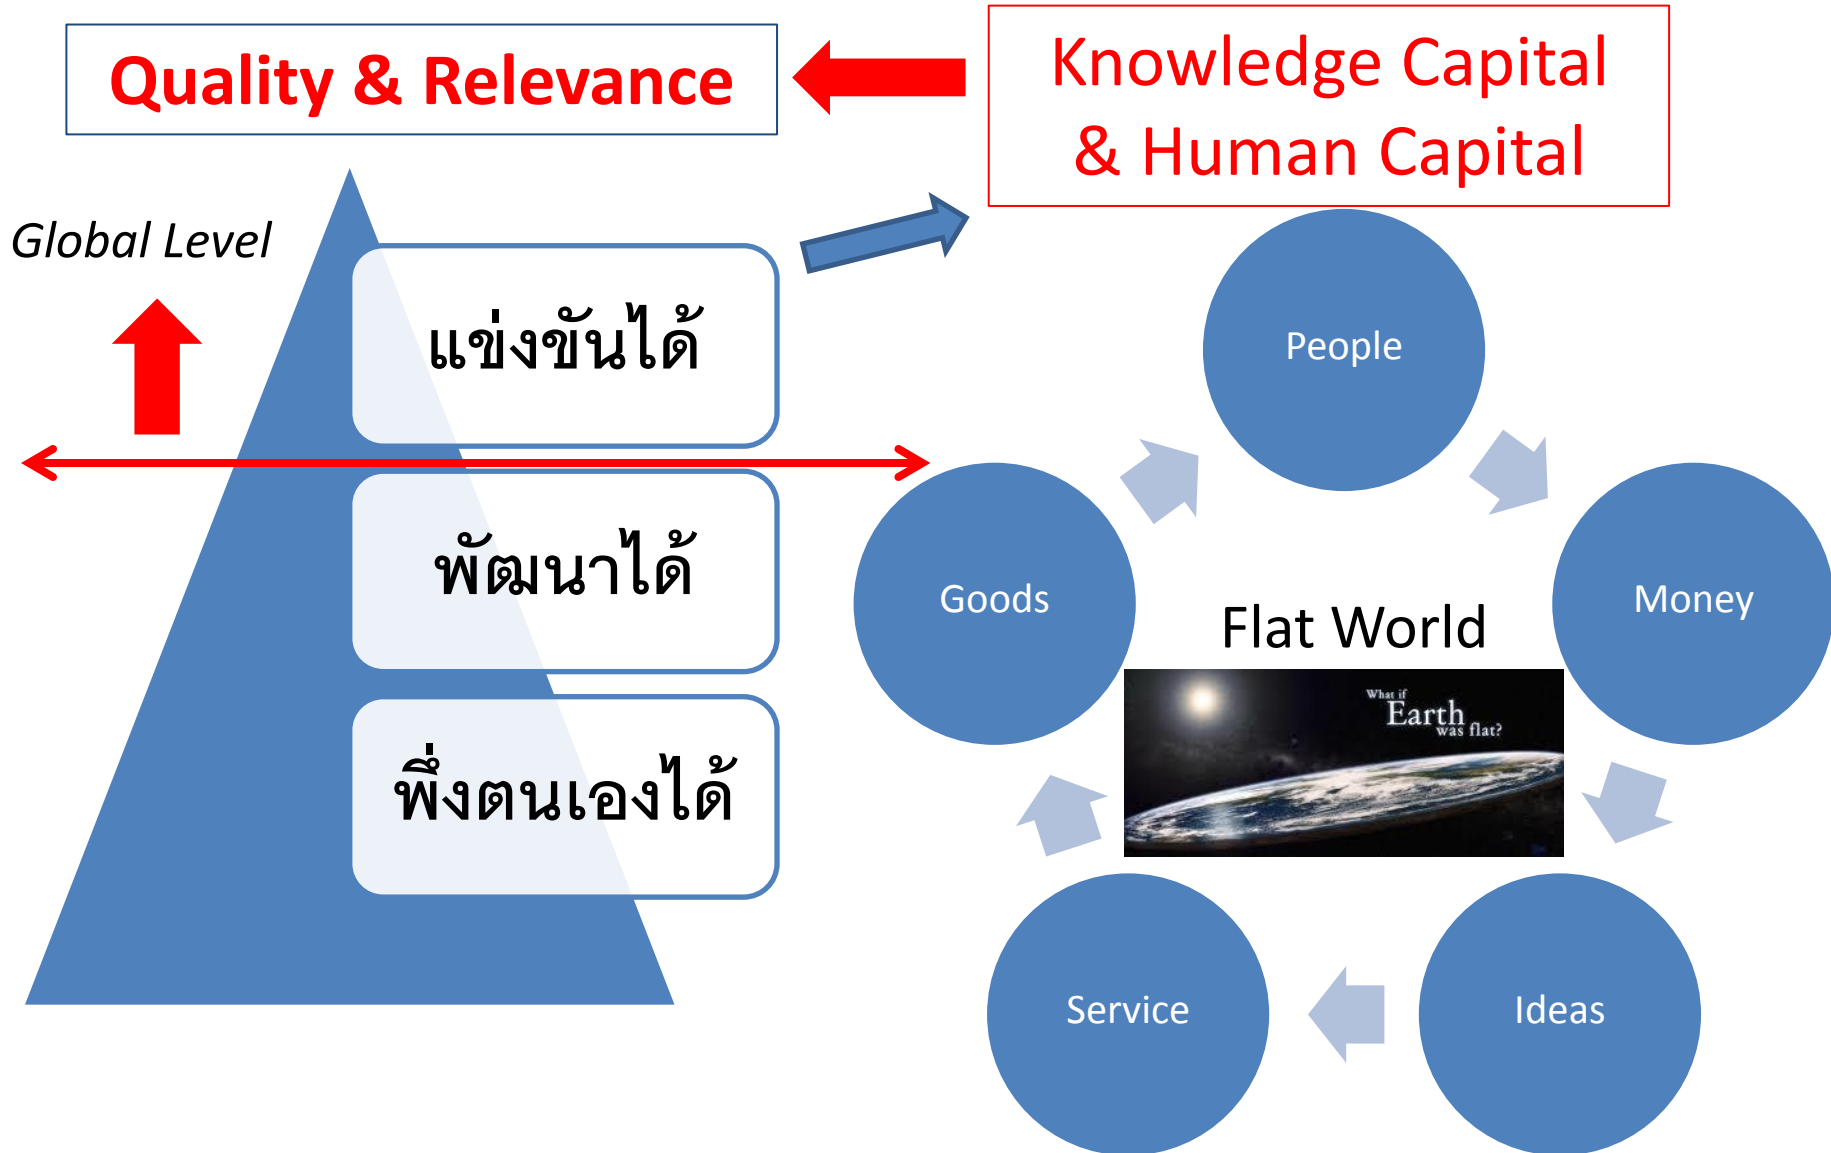 Quality & Relevance
Knowledge Capital
& Human Capital
Global Level
แข่งขันได้
พัฒนาได้
พึ่งตนเองได้
People
Money
Ideas
Service
Goods
Flat World
What if
Earth
was flat?